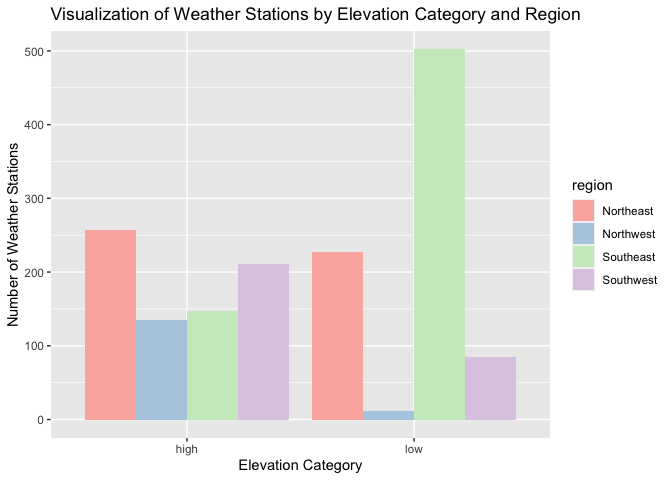 Visualization of Weather Stations by Elevation Category and Region
Number of Weather Stations
500
400
300
200
100
0
high
low
Elevation Category
region
Northeast
Northwest
Southeast
Southwest